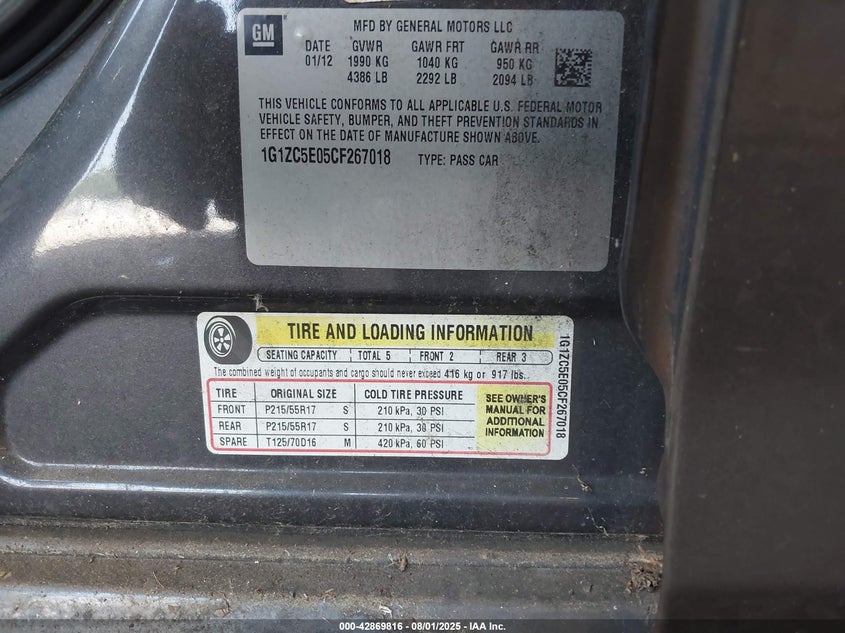 GM
MFD BY GENERAL MOTORS LLC
DATE GVWR GAWR FRT GAWR RR
01/12 1990 KG 1040 KG 950 KG
4386 LB 2292 LB 2094 LB
THIS VEHICLE CONFORMS TO ALL APPLICABLE U.S. FEDERAL MOTOR
VEHICLE SAFETY, BUMPER, AND THEFT PREVENTION STANDARDS IN
EFFECT ON THE DATE OF MANUFACTURE SHOWN ABOVE.
1G1ZC5E05CF267018 TYPE: PASS CAR
TIRE AND LOADING INFORMATION
SEATING CAPACITY TOTAL 5 FRONT 2 REAR 3
The combined weight of occupants and cargo should never exceed 416 kg or 917 lbs.
TIRE ORIGINAL SIZE COLD TIRE PRESSURE
FRONT P215/55R17 S 210 kPa, 30 PSI
REAR P215/55R17 S 210 kPa, 30 PSI
SPARE T125/70D16 M 420 kPa, 60 PSI
SEE OWNER'S
MANUAL FOR
ADDITIONAL
INFORMATION
1G1ZC5E05CF267018
000-42869816 - 08/01/2025 - IAA Inc.